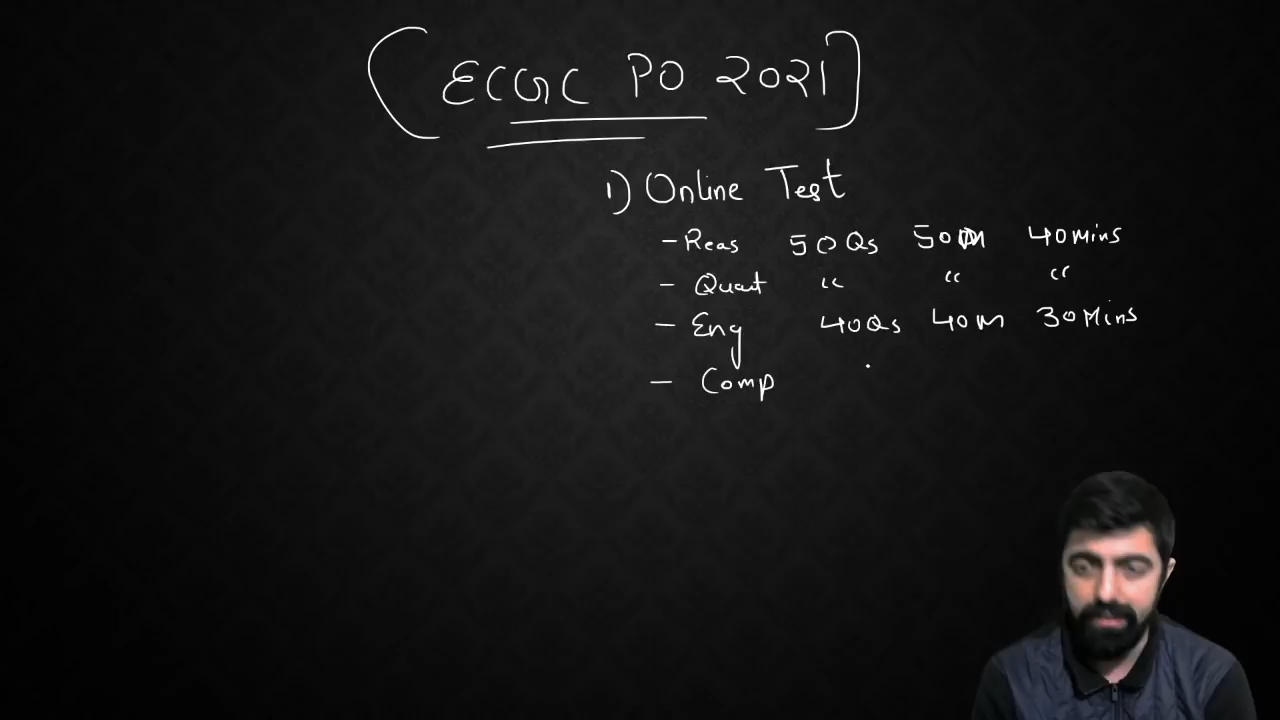 [ECGC PO 2021]
1) Online Test
- Reas 50Qs 50M 40Mins
- Quant " " "
- Eng 40Qs 40M 30Mins
- Comp